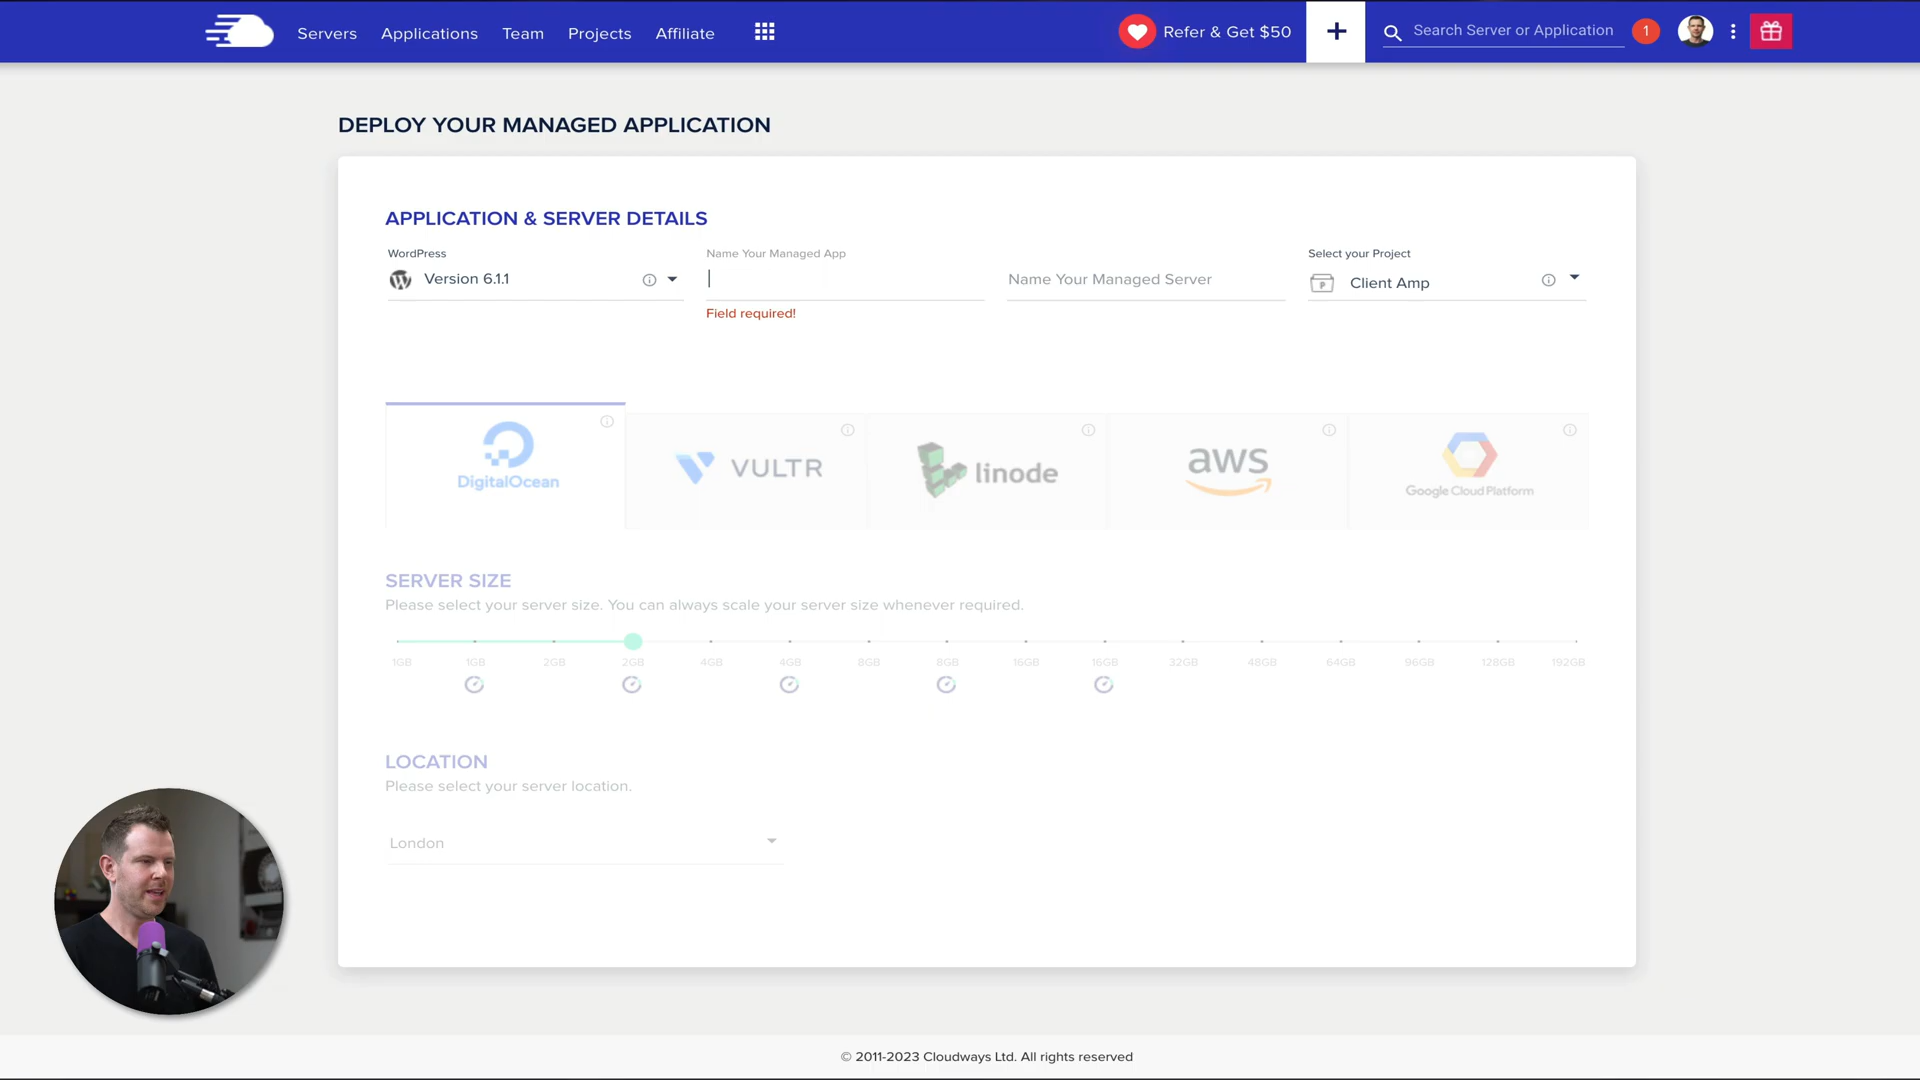 Servers Applications Team Projects Affiliate Refer & Get $50 + Search Server or Application 1
DEPLOY YOUR MANAGED APPLICATION
APPLICATION & SERVER DETAILS
WordPress Name Your Managed App Select your Project
Version 6.1.1 Name Your Managed Server Client Amp
Field required!
DigitalOcean VULTR linode aws Google Cloud Platform
SERVER SIZE
Please select your server size. You can always scale your server size whenever required.
1GB 1GB 2GB 2GB 4GB 4GB 8GB 8GB 16GB 16GB 32GB 48GB 64GB 96GB 128GB 192GB
LOCATION
Please select your server location.
London
© 2011-2023 Cloudways Ltd. All rights reserved